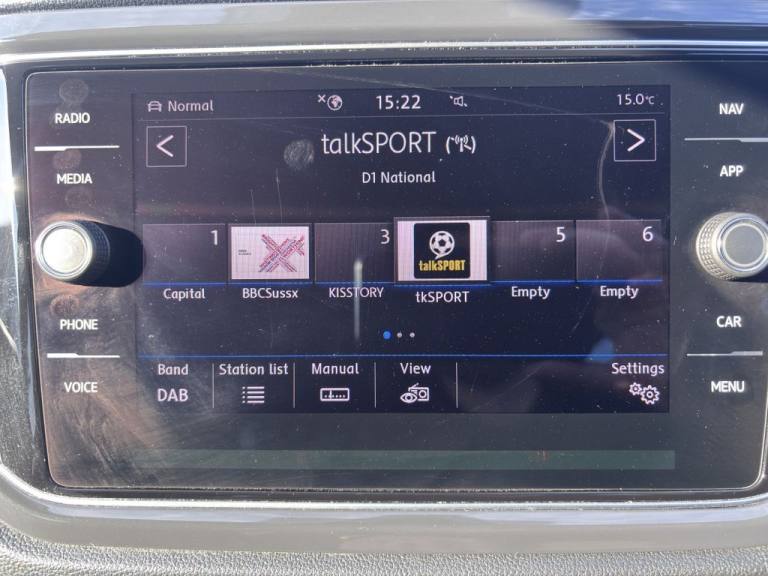 RADIO
MEDIA
PHONE
VOICE
Normal
15:22
15.0°C
<
talkSPORT
>
D1 National
1
3
talkSPORT
5
6
Capital
BBCSussx
KISSTORY
tkSPORT
Empty
Empty
Band
DAB
Station list
Manual
View
Settings
NAV
APP
CAR
MENU